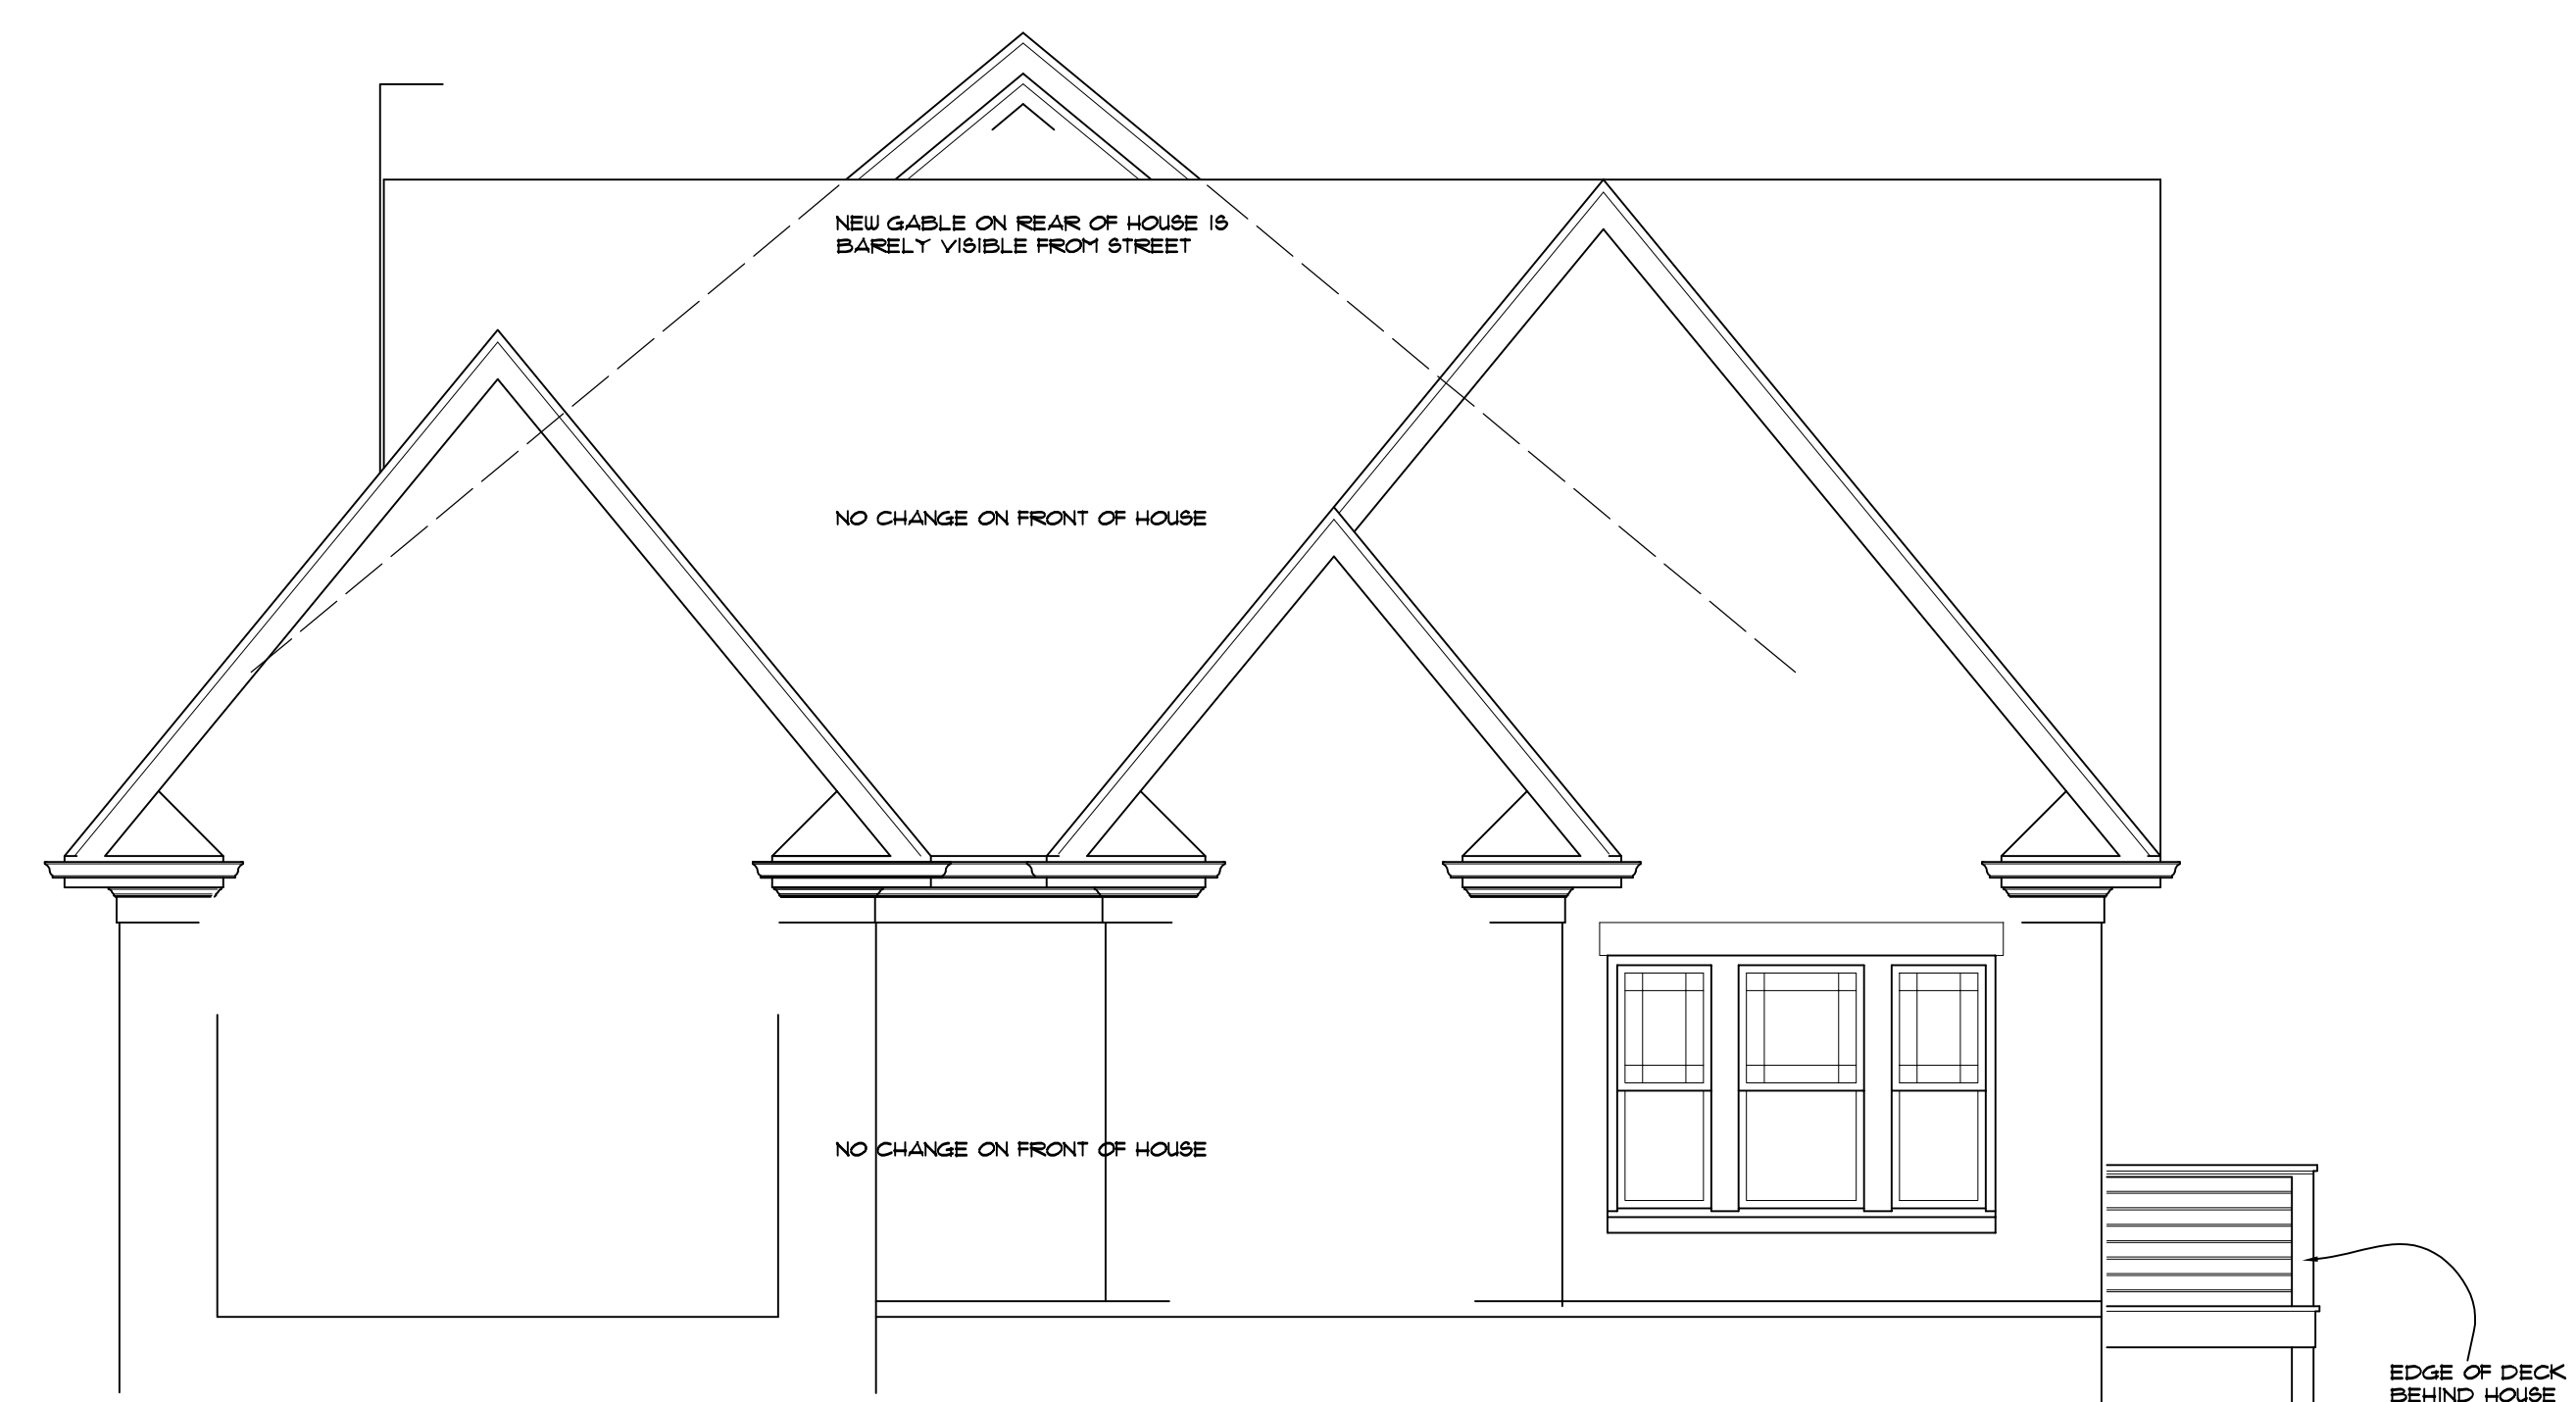 NEW GABLE ON REAR OF HOUSE IS
BARELY VISIBLE FROM STREET
NO CHANGE ON FRONT OF HOUSE
NO CHANGE ON FRONT OF HOUSE
EDGE OF DECK
BEHIND HOUSE